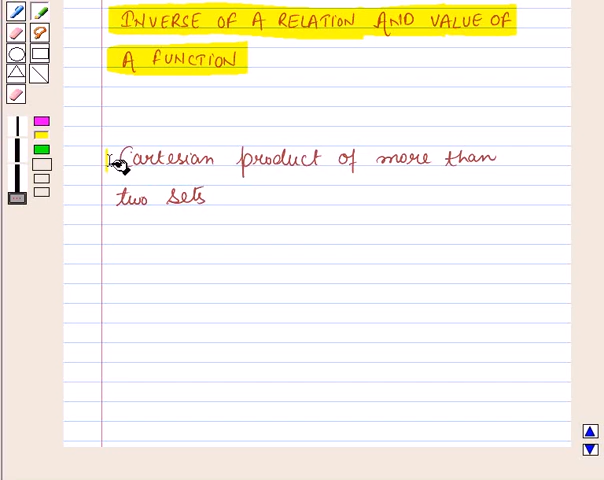 INVERSE OF A RELATION AND VALUE OF
A FUNCTION
Cartesian product of more than
two sets